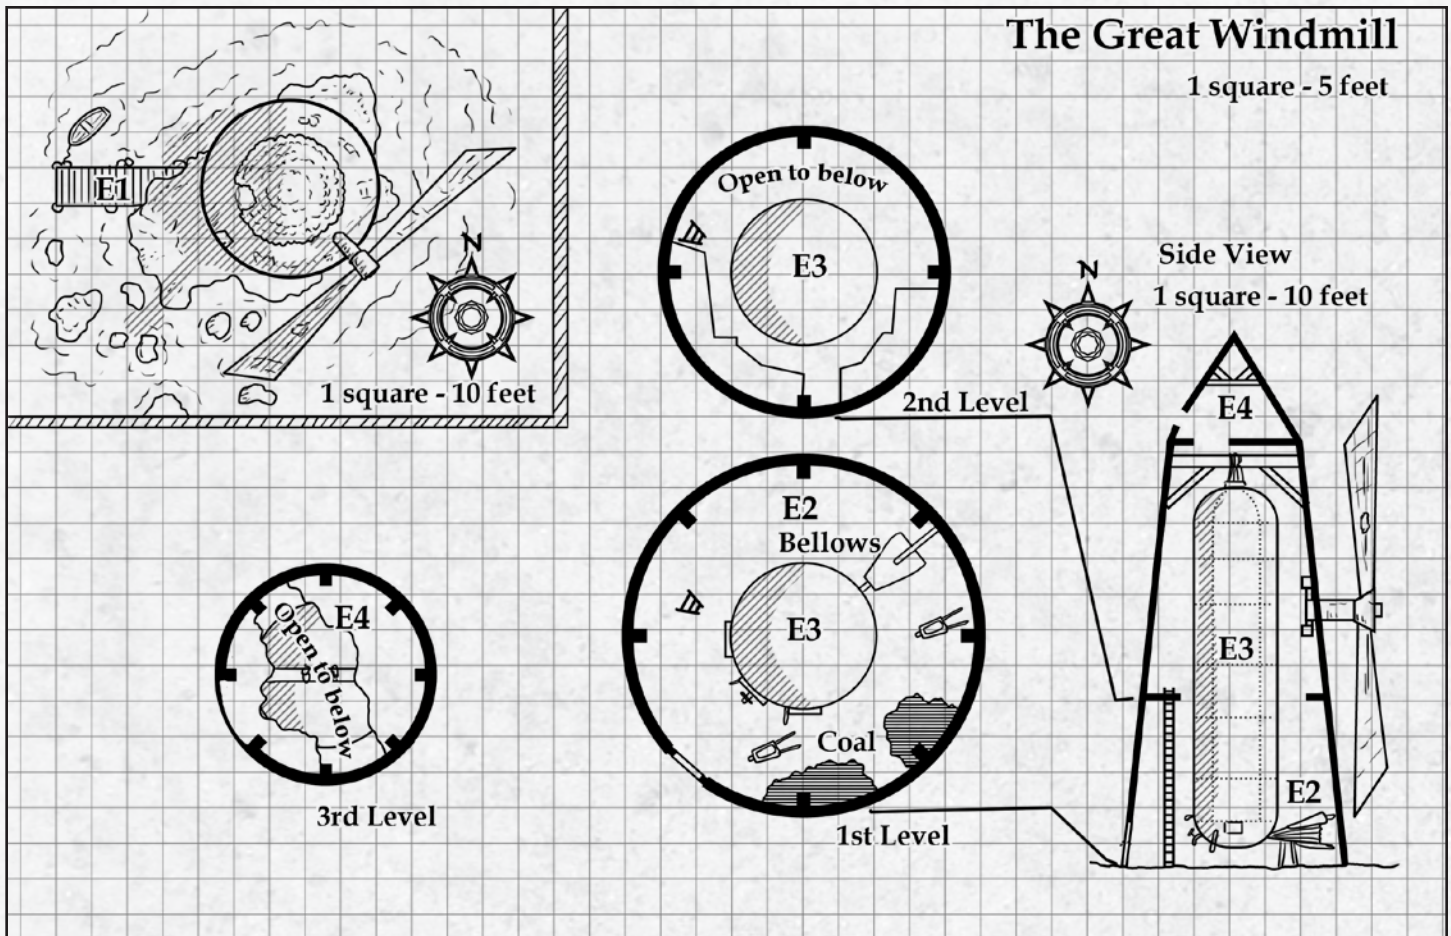 The Great Windmill
1 square - 5 feet
E1
N
1 square - 10 feet
Open to below
E3
2nd Level
N
Side View
1 square - 10 feet
E4
E3
E2
E2
Bellows
E3
Coal
1st Level
E4
Open to below
3rd Level